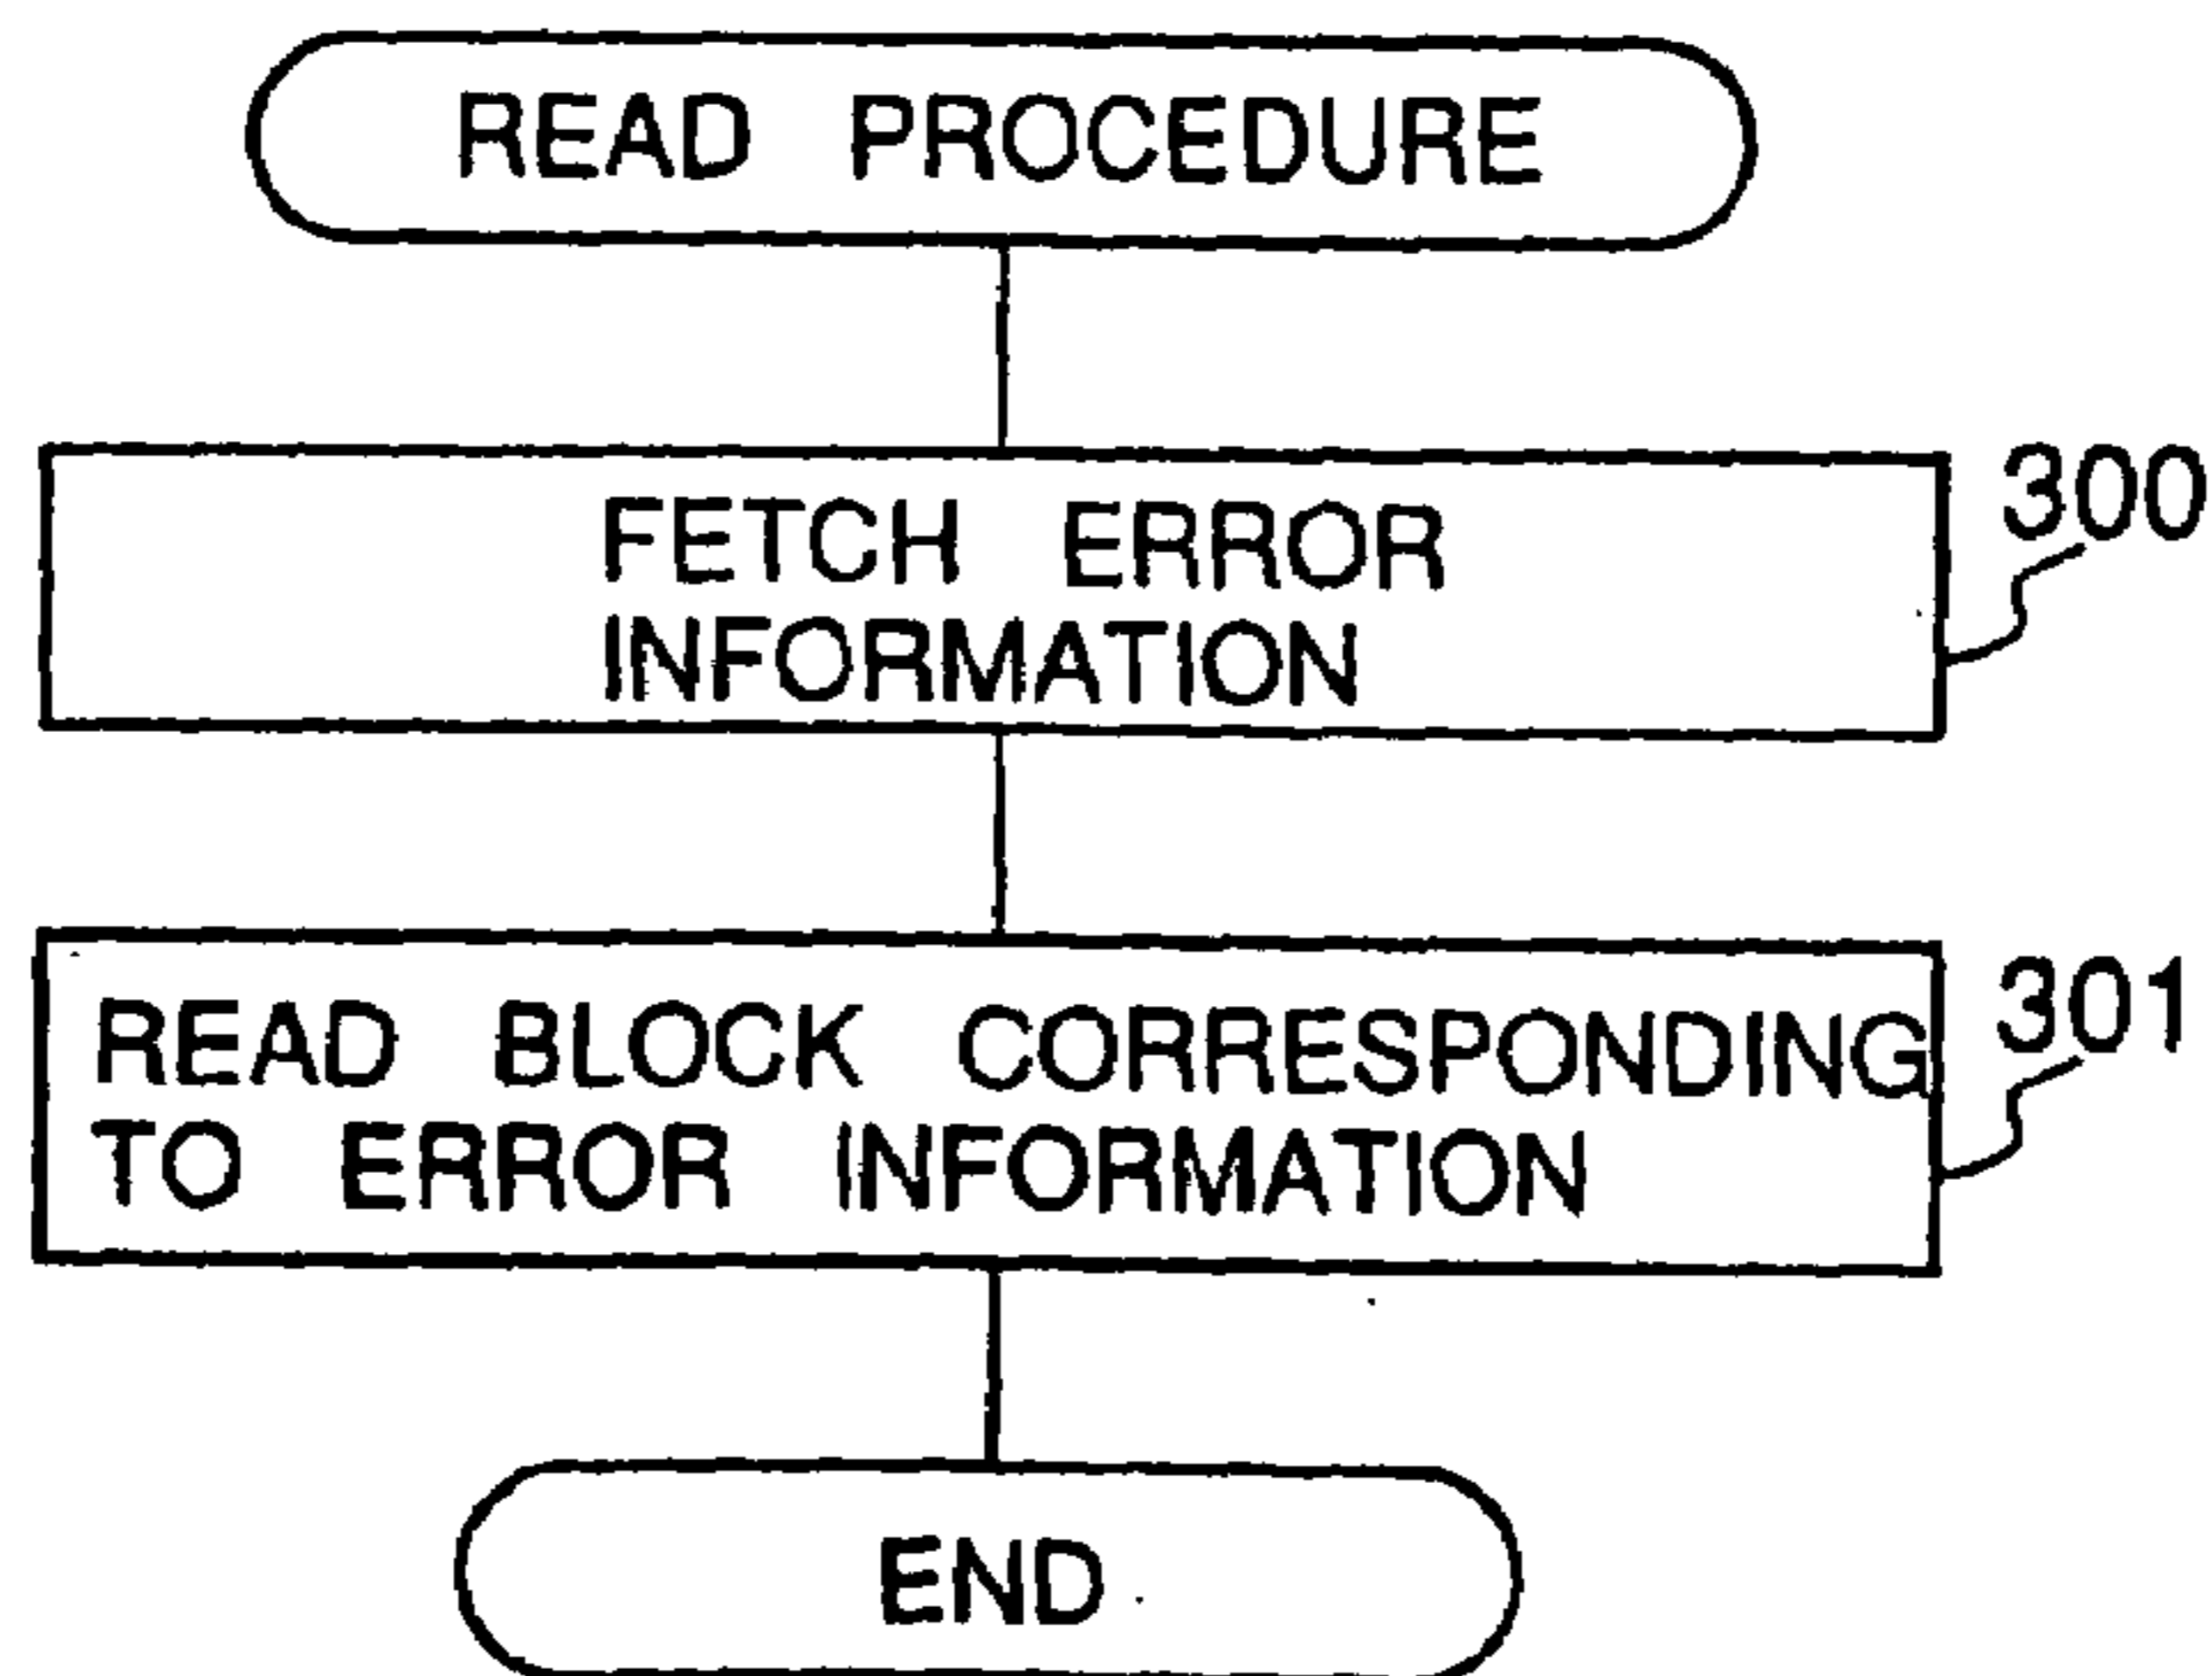 READ PROCEDURE
FETCH ERROR
INFORMATION
300
READ BLOCK CORRESPONDING
TO ERROR INFORMATION
301
END